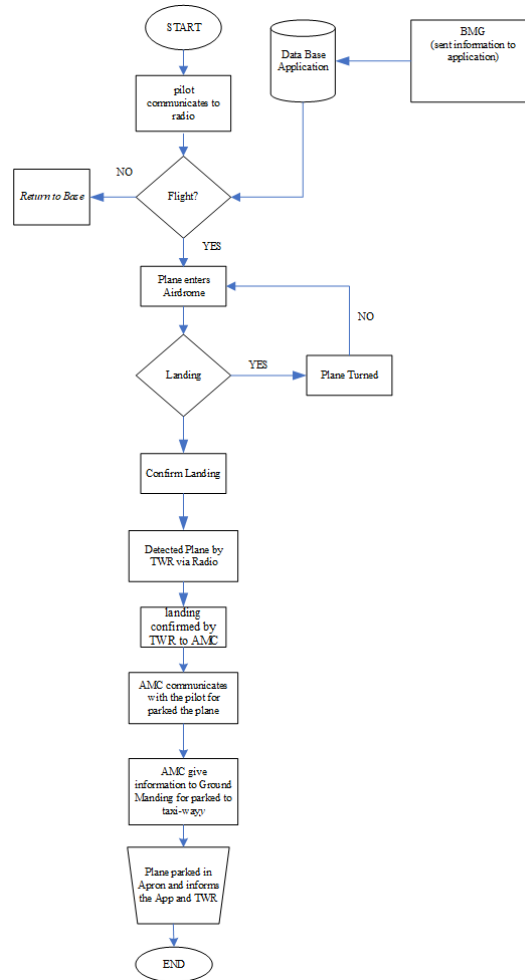 START
pilot
communicates to
radio
Data Base
Application
BMG
(sent information to
application)
NO
Return to Base
Flight?
YES
Plane enters
Airdrome
NO
Landing
YES
Plane Turned
Confirm Landing
Detected Plane by
TWR via Radio
landing
confirmed by
TWR to AMC
AMC communicates
with the pilot for
parked the plane
AMC give
information to Ground
Manding for parked to
taxi-wayy
Plane parked in
Apron and informs
the App and TWR
END